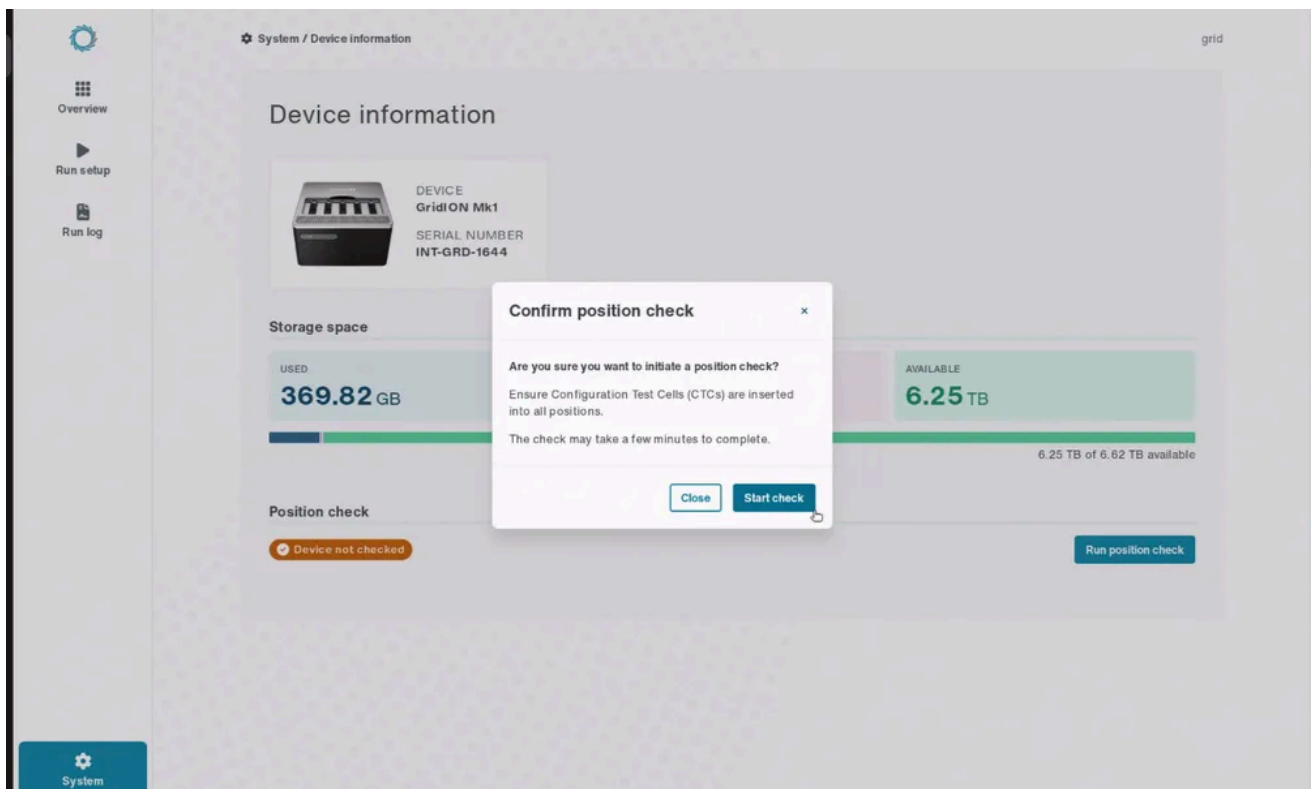 System / Device information
grid
Overview
Run setup
Run log
Device information
DEVICE
GridION Mk1
SERIAL NUMBER
INT-GRD-1644
Storage space
USED
369.82 GB
AVAILABLE
6.25 TB
6.25 TB of 6.62 TB available
Confirm position check
×
Are you sure you want to initiate a position check?
Ensure Configuration Test Cells (CTCs) are inserted
into all positions.
The check may take a few minutes to complete.
Close
Start check
Position check
Device not checked
Run position check
System